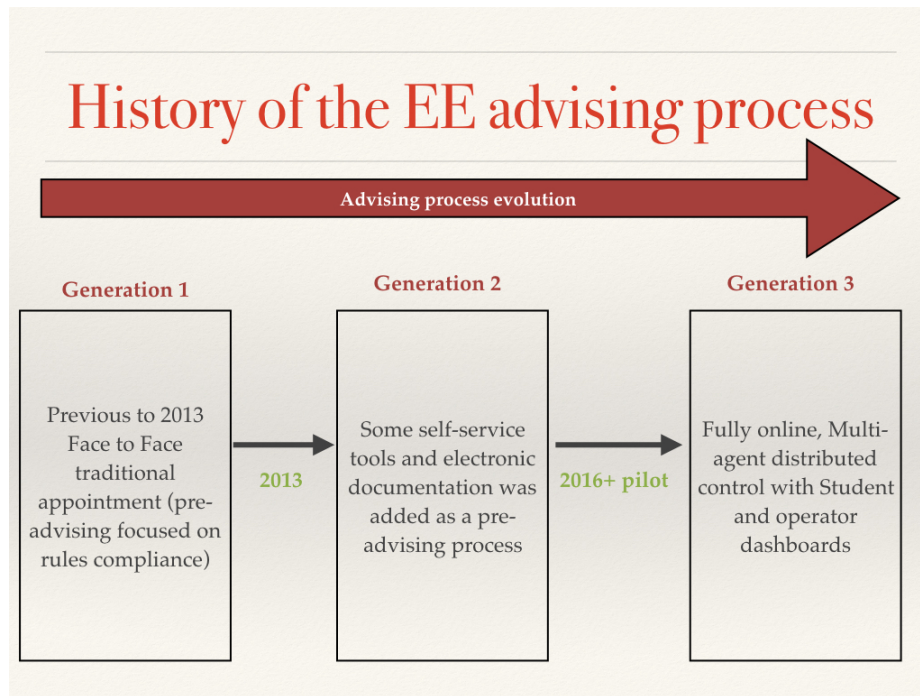 History of the EE advising process
Advising process evolution
Generation 1
Previous to 2013
Face to Face
traditional
appointment (pre-
advising focused on
rules compliance)
2013
Generation 2
Some self-service
tools and electronic
documentation was
added as a pre-
advising process
2016+ pilot
Generation 3
Fully online, Multi-
agent distributed
control with Student
and operator
dashboards